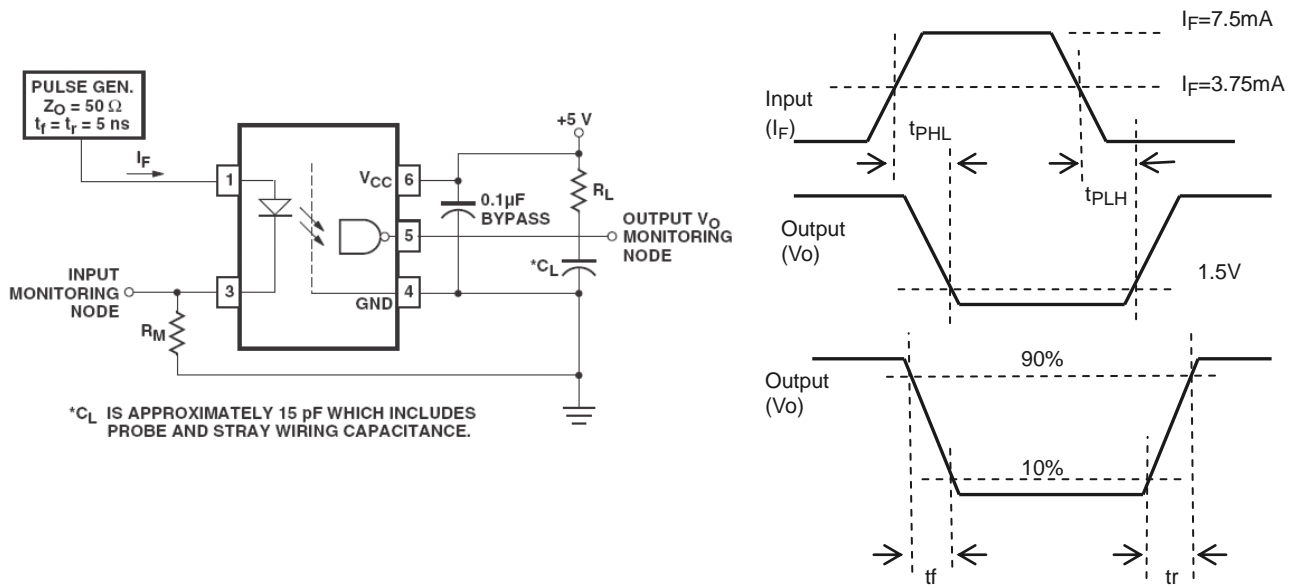 PULSE GEN.
Z_O = 50 Ω
t_f = t_r = 5 ns
I_F
1
3
INPUT
MONITORING
NODE
R_M
V_CC 6
5
GND 4
0.1µF
BYPASS
+5 V
R_L
*C_L
OUTPUT V_O
MONITORING
NODE
*C_L IS APPROXIMATELY 15 pF WHICH INCLUDES
PROBE AND STRAY WIRING CAPACITANCE.
I_F=7.5mA
I_F=3.75mA
Input
(I_F)
t_PHL
t_PLH
Output
(Vo)
1.5V
Output
(Vo)
90%
10%
tf
tr